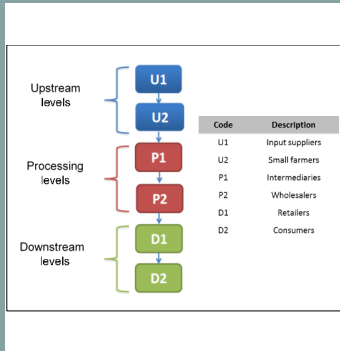 Upstream
levels
Processing
levels
Downstream
levels
U1
U2
P1
P2
D1
D2
Code Description
U1 Input suppliers
U2 Small farmers
P1 Intermediaries
P2 Wholesalers
D1 Retailers
D2 Consumers